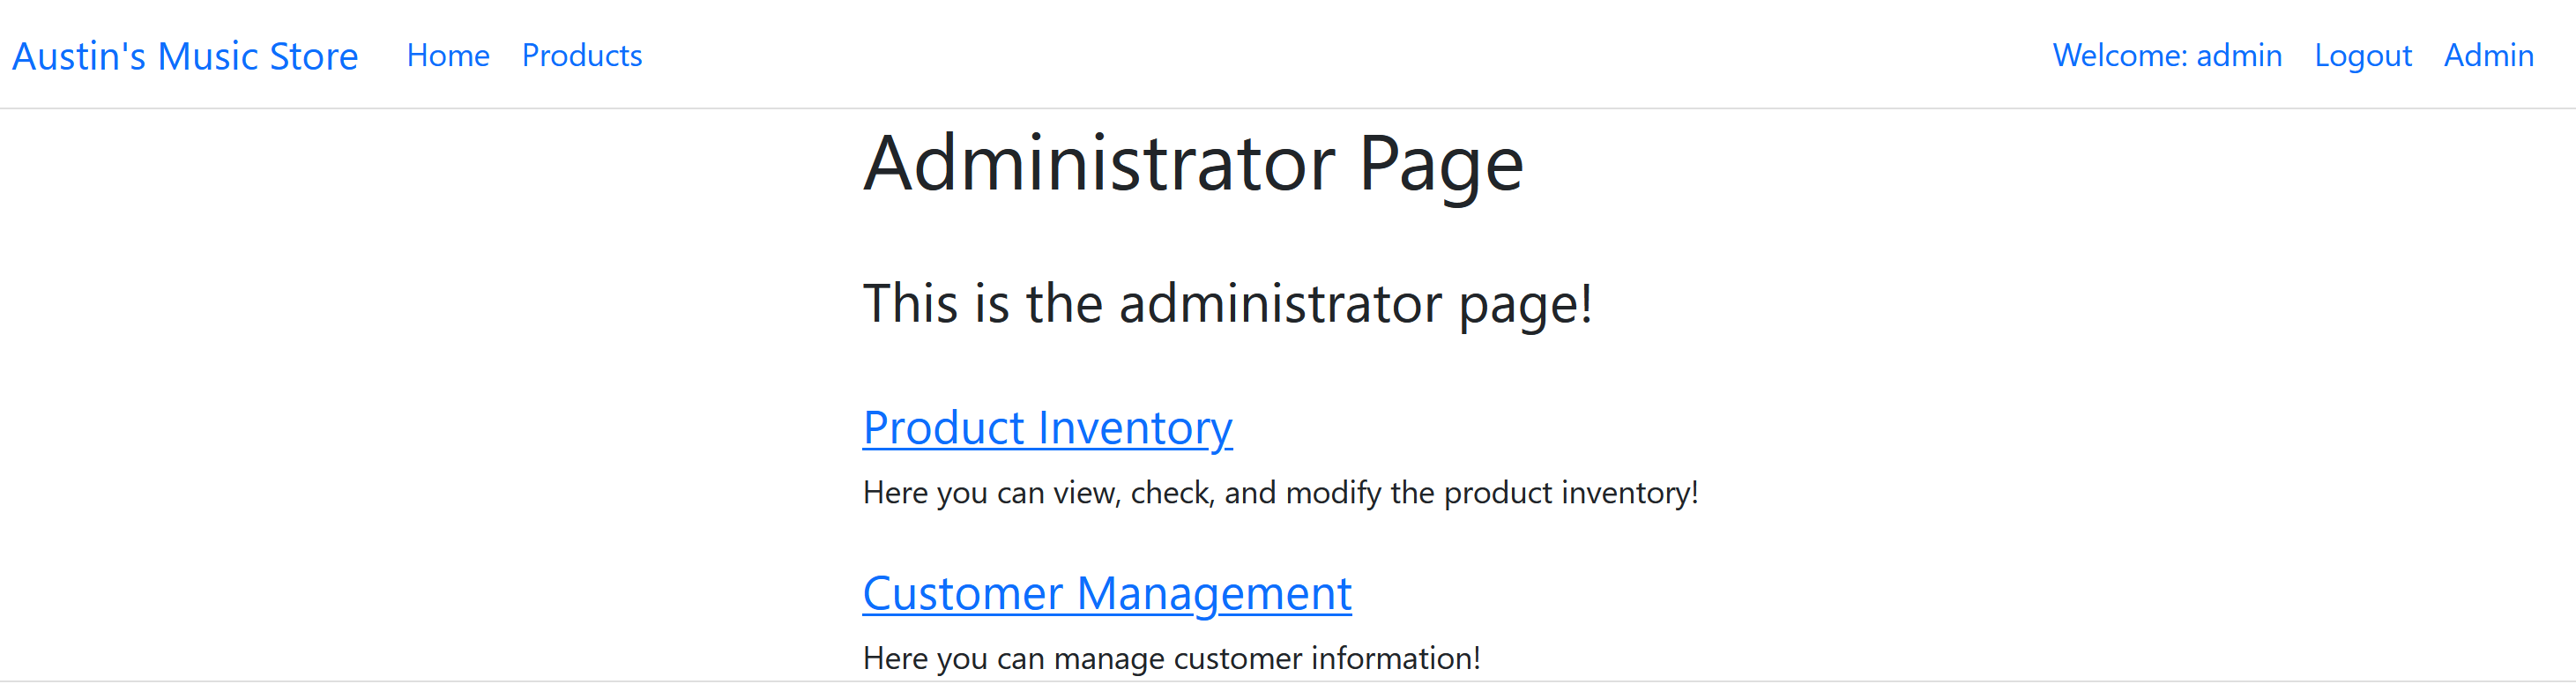 Austin's Music Store Home Products Welcome: admin Logout Admin
Administrator Page
This is the administrator page!
Product Inventory
Here you can view, check, and modify the product inventory!
Customer Management
Here you can manage customer information!